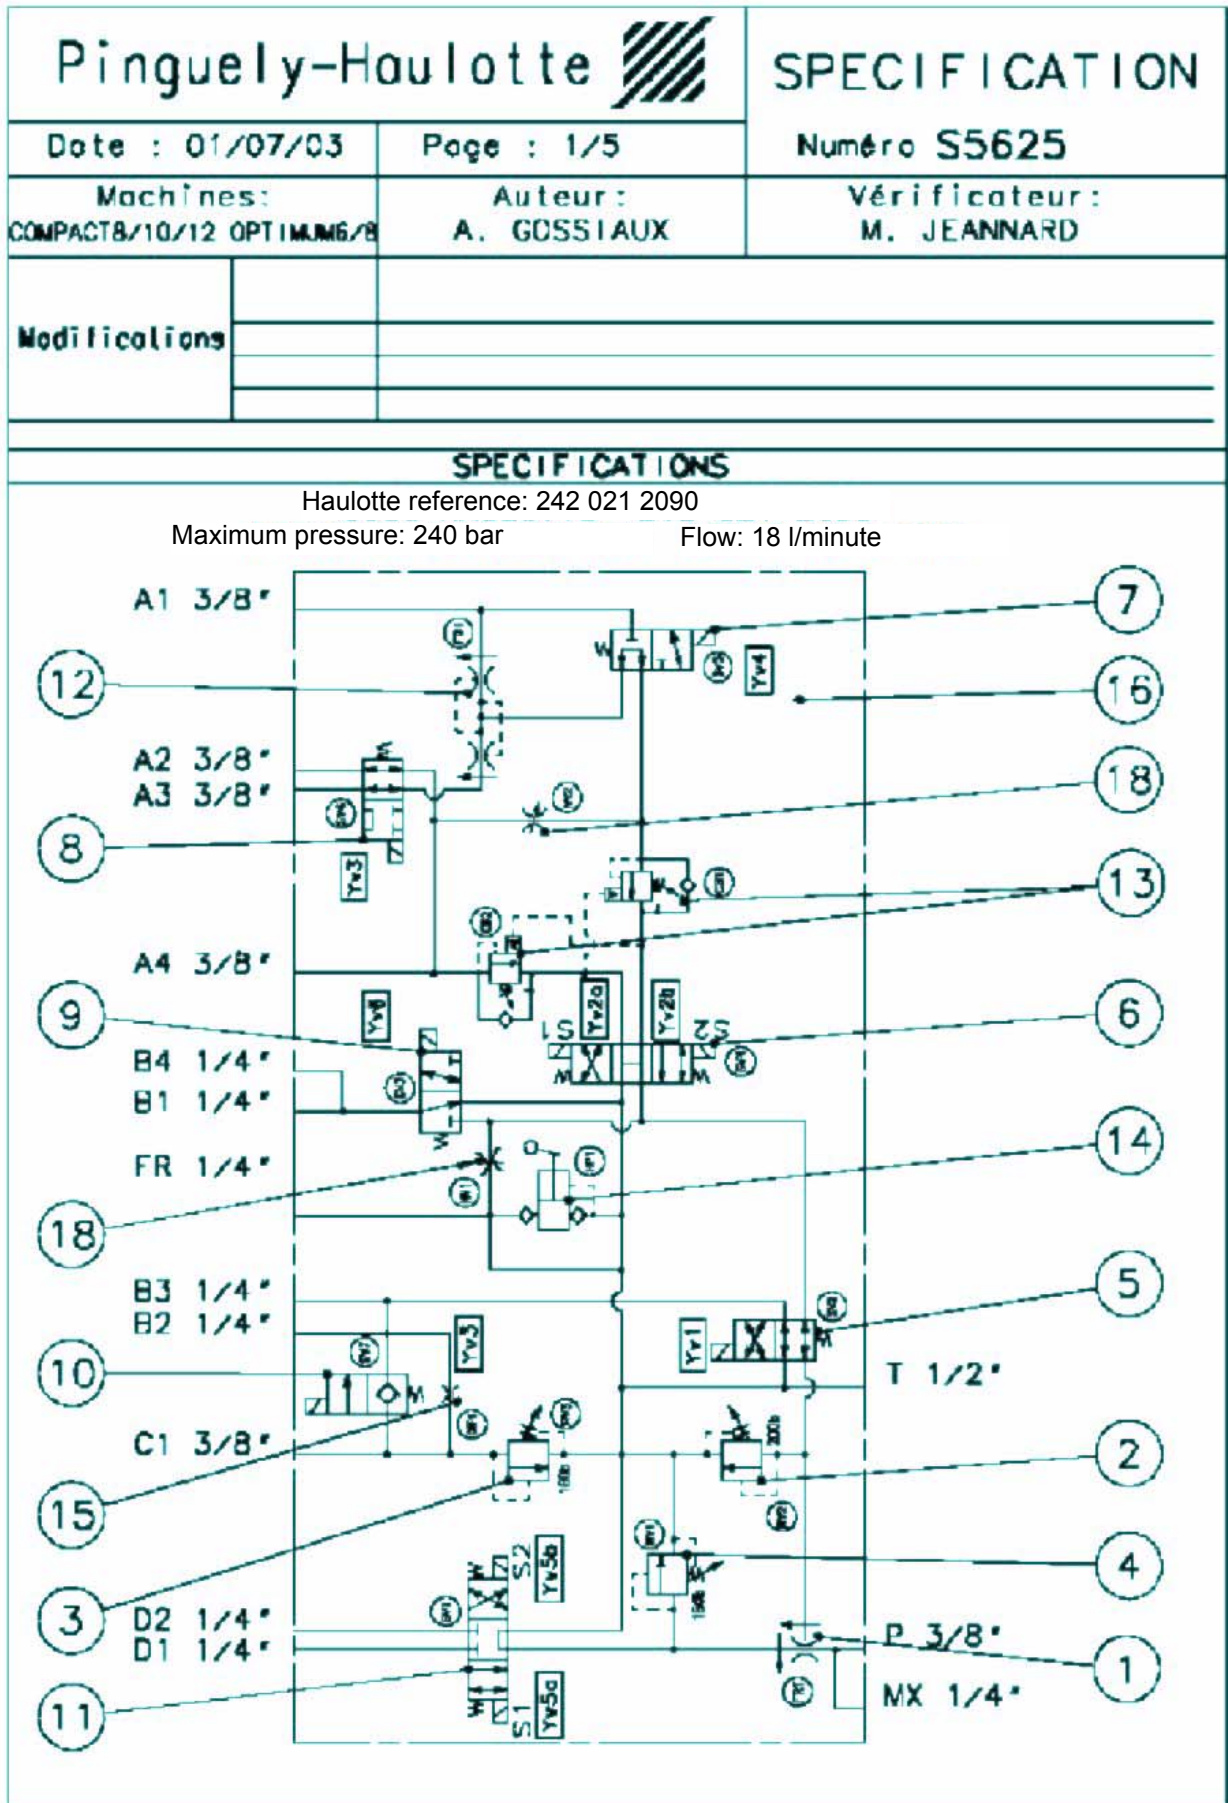 Pinguely-Haulotte
SPECIFICATION
Date : 01/07/03
Page : 1/5
Numéro S5625
Machines:
COMPACT8/10/12 OPTIMUM6/8
Auteur:
A. GOSSIAUX
Vérificateur:
M. JEANNARD
Modifications
SPECIFICATIONS
Haulotte reference: 242 021 2090
Maximum pressure: 240 bar
Flow: 18 l/minute
A1 3/8"
7
12
Yv4
16
A2 3/8"
A3 3/8"
18
8
Yv3
13
A4 3/8"
9
Yv6
Yv2a
Yv2b
S1
S2
6
B4 1/4"
B1 1/4"
FR 1/4"
14
18
B3 1/4"
B2 1/4"
Yv1
5
10
T 1/2"
C1 3/8"
200b
2
15
S2
Yv5b
4
3
D2 1/4"
D1 1/4"
P 3/8"
1
MX 1/4"
11
S1
Yv5a